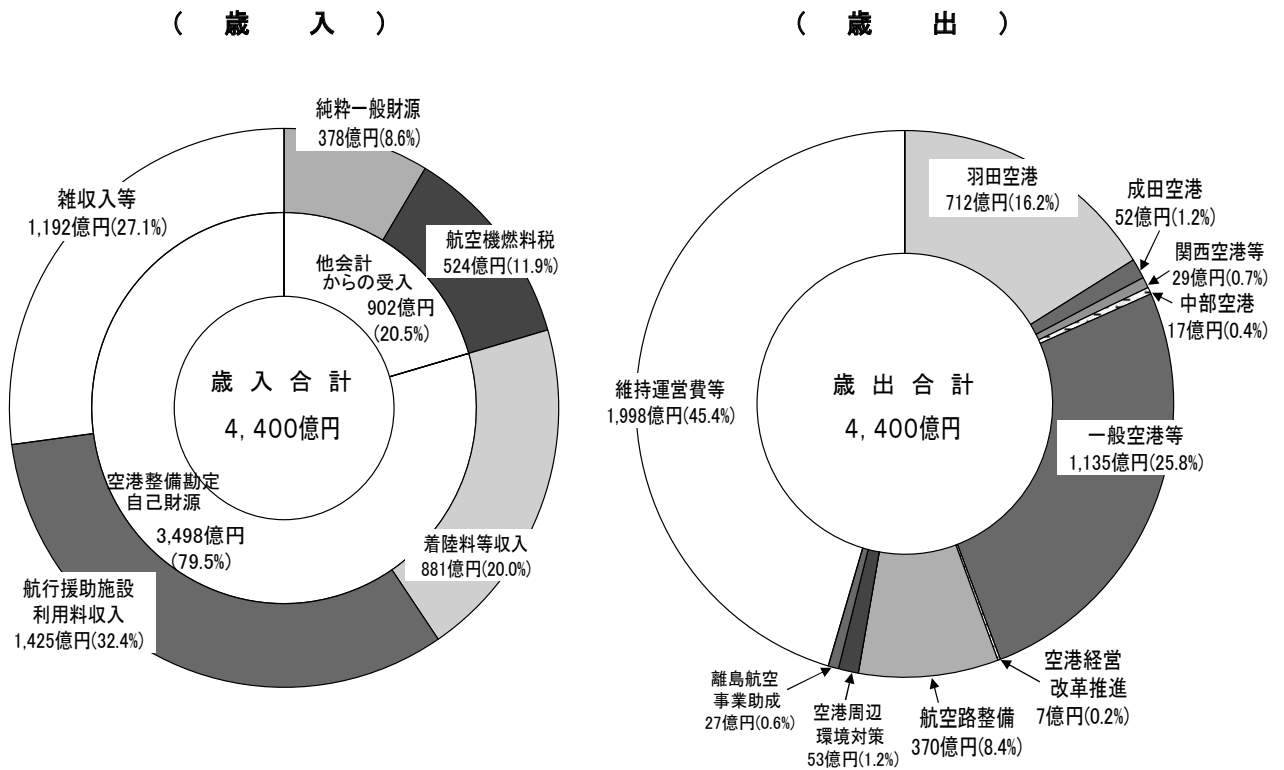 (歳入)
純粋一般財源
378億円(8.6%)
航空機燃料税
524億円(11.9%)
着陸料等収入
881億円(20.0%)
航行援助施設
利用料収入
1,425億円(32.4%)
雑収入等
1,192億円(27.1%)
他会計
からの受入
902億円
(20.5%)
空港整備勘定
自己財源
3,498億円
(79.5%)
歳入合計
4,400億円
(歳出)
羽田空港
712億円(16.2%)
成田空港
52億円(1.2%)
関西空港等
29億円(0.7%)
中部空港
17億円(0.4%)
一般空港等
1,135億円(25.8%)
空港経営
改革推進
7億円(0.2%)
航空路整備
370億円(8.4%)
空港周辺
環境対策
53億円(1.2%)
離島航空
事業助成
27億円(0.6%)
維持運営費等
1,998億円(45.4%)
歳出合計
4,400億円